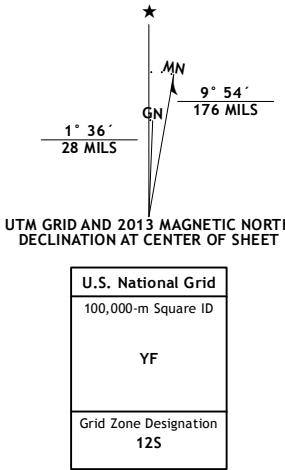 ★
MN
GN
9° 54´
176 MILS
1° 36´
28 MILS
UTM GRID AND 2013 MAGNETIC NORT
DECLINATION AT CENTER OF SHEET
U.S. National Grid
100,000-m Square ID
YF
Grid Zone Designation
12S